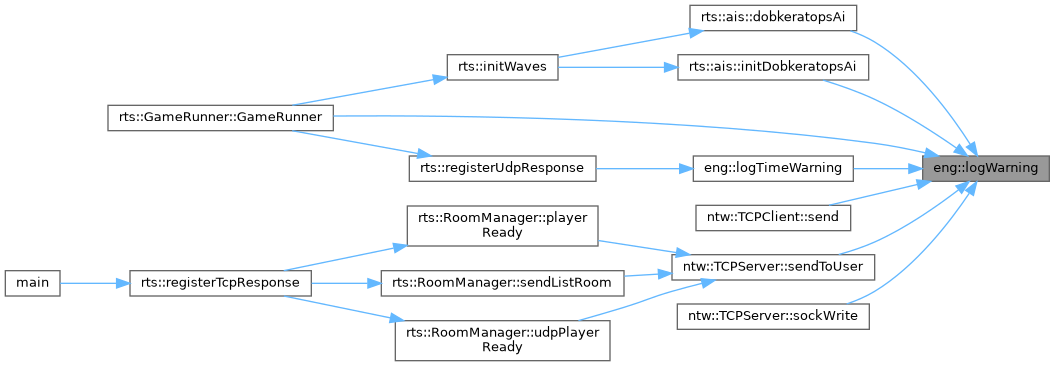 rts::ais::dobkeratopsAi
rts::initWaves
rts::ais::initDobkeratopsAi
rts::GameRunner::GameRunner
rts::registerUdpResponse
eng::logTimeWarning
eng::logWarning
ntw::TCPClient::send
rts::RoomManager::player
Ready
ntw::TCPServer::sendToUser
main
rts::registerTcpResponse
rts::RoomManager::sendListRoom
ntw::TCPServer::sockWrite
rts::RoomManager::udpPlayer
Ready